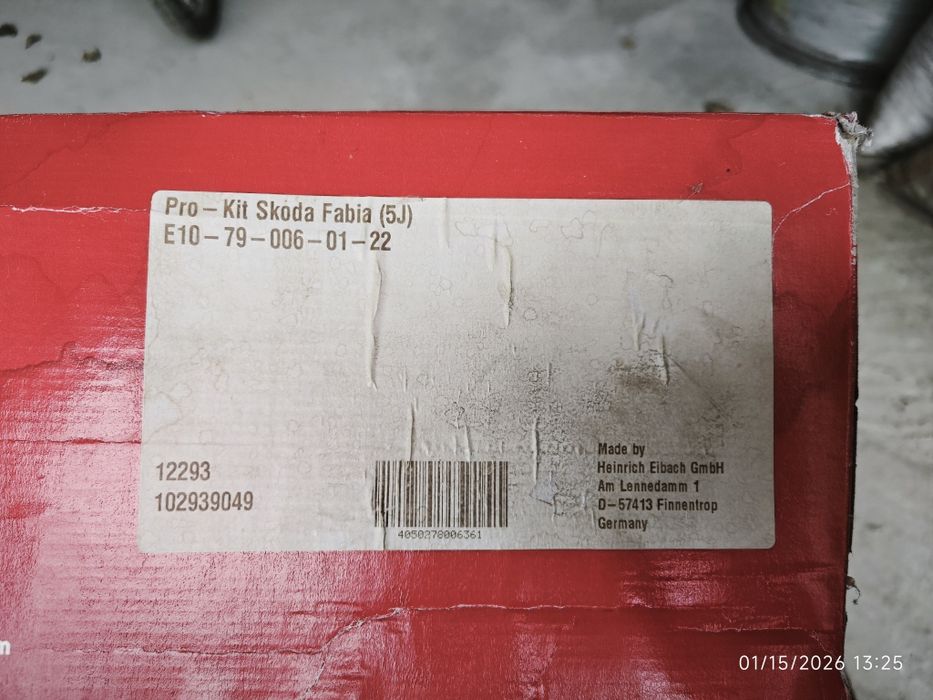 Pro – Kit Skoda Fabia (5J)
E10 – 79 – 006 – 01 – 22
12293
102939049
4050278006361
Made by
Heinrich Eibach GmbH
Am Lennedamm 1
D – 57413 Finnentrop
Germany
01/15/2026 13:25